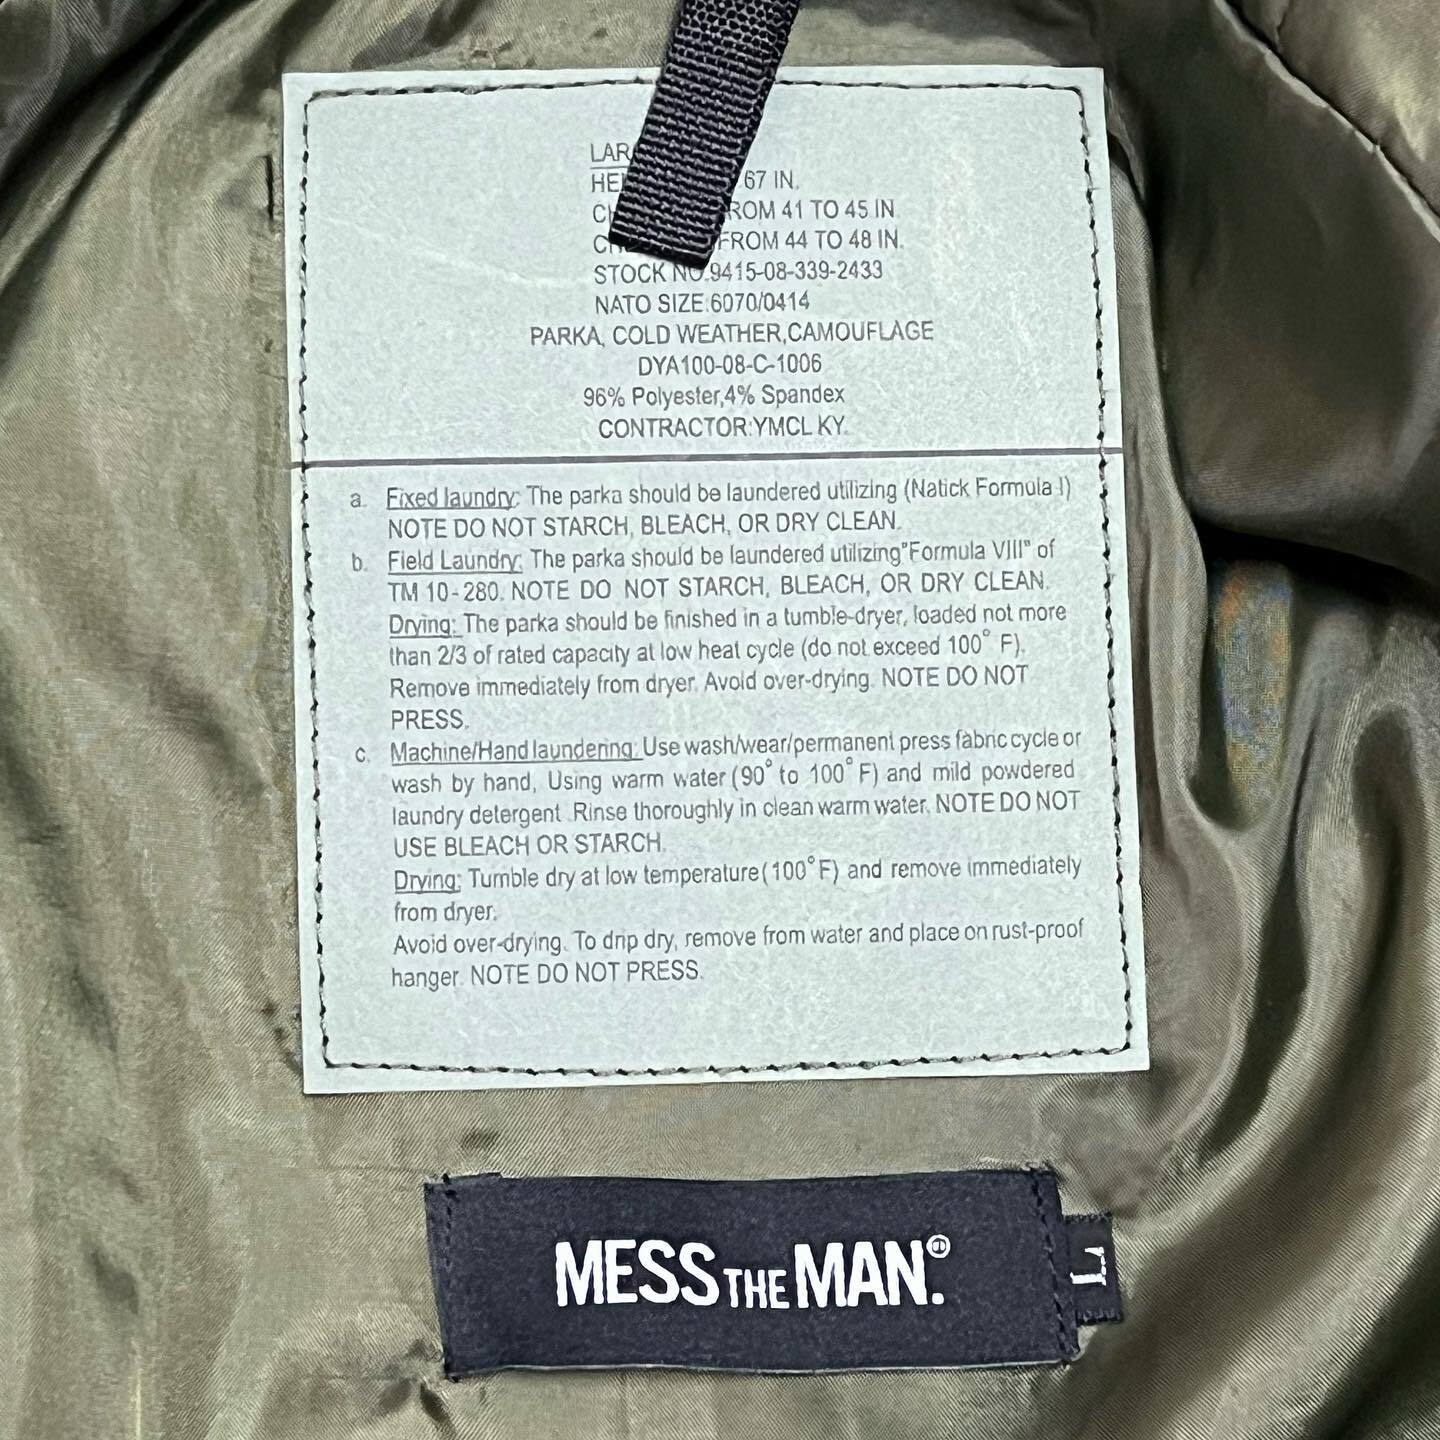 67 IN.
FROM 41 TO 45 IN
FROM 44 TO 48 IN.
STOCK NO.9415-08-339-2433
NATO SIZE:6070/0414
PARKA, COLD WEATHER,CAMOUFLAGE
DYA100-08-C-1006
96% Polyester,4% Spandex
CONTRACTOR:YMCL KY.
a. Fixed laundry: The parka should be laundered utilizing (Natick Formula I)
NOTE DO NOT STARCH, BLEACH, OR DRY CLEAN.
b. Field Laundry: The parka should be laundered utilizing"Formula VIII" of
TM 10-280. NOTE DO NOT STARCH, BLEACH, OR DRY CLEAN.
Drying: The parka should be finished in a tumble-dryer, loaded not more
than 2/3 of rated capacity at low heat cycle (do not exceed 100° F).
Remove immediately from dryer. Avoid over-drying. NOTE DO NOT
PRESS.
c. Machine/Hand laundering: Use wash/wear/permanent press fabric cycle or
wash by hand, Using warm water (90° to 100° F) and mild powdered
laundry detergent .Rinse thoroughly in clean warm water. NOTE DO NOT
USE BLEACH OR STARCH.
Drying: Tumble dry at low temperature(100°F) and remove immediately
from dryer.
Avoid over-drying. To drip dry, remove from water and place on rust-proof
hanger. NOTE DO NOT PRESS.
MESS THE MAN.®
L